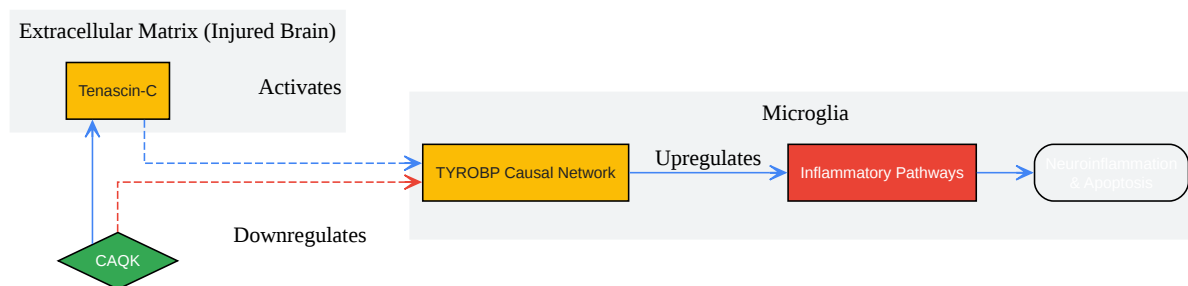 Extracellular Matrix (Injured Brain)
Tenascin-C
Activates
Microglia
TYROBP Causal Network
Upregulates
Inflammatory Pathways
Neuroinflammation
& Apoptosis
Downregulates
CAQK